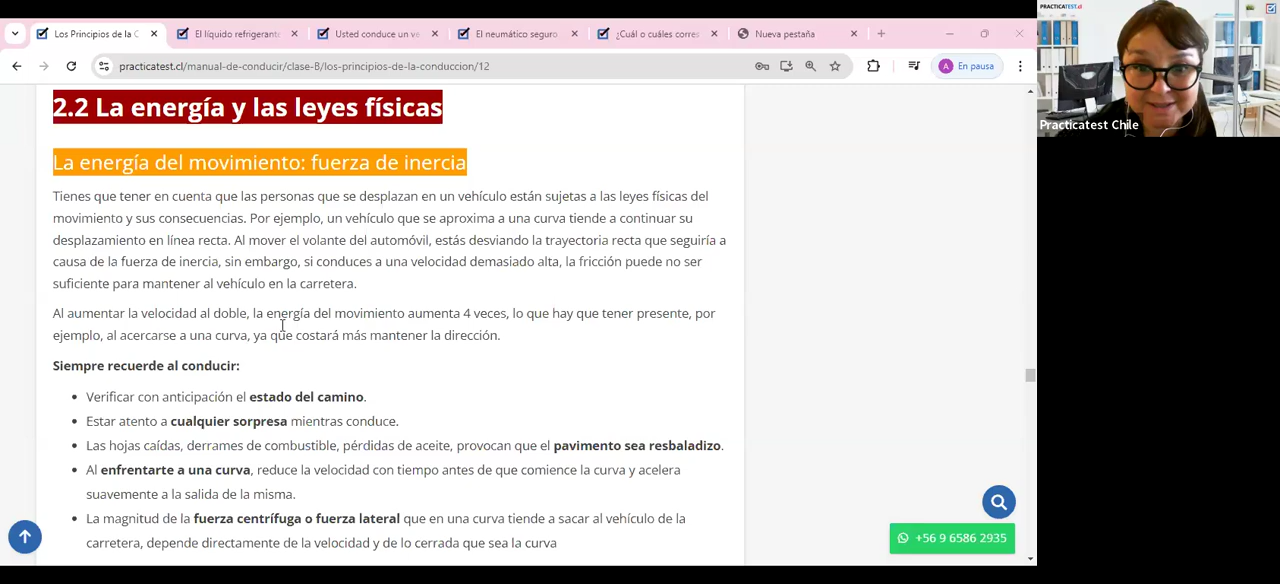 Los Principios de la C
El líquido refrigerante
Usted conduce un ve
El neumático seguro
¿Cuál o cuáles corres
Nueva pestaña
practicatest.cl/manual-de-conducir/clase-B/los-principios-de-la-conduccion/12
A En pausa
PRACTICATEST.cl
Practicatest Chile
2.2 La energía y las leyes físicas
La energía del movimiento: fuerza de inercia
Tienes que tener en cuenta que las personas que se desplazan en un vehículo están sujetas a las leyes físicas del
movimiento y sus consecuencias. Por ejemplo, un vehículo que se aproxima a una curva tiende a continuar su
desplazamiento en línea recta. Al mover el volante del automóvil, estás desviando la trayectoria recta que seguiría a
causa de la fuerza de inercia, sin embargo, si conduces a una velocidad demasiado alta, la fricción puede no ser
suficiente para mantener al vehículo en la carretera.
Al aumentar la velocidad al doble, la energía del movimiento aumenta 4 veces, lo que hay que tener presente, por
ejemplo, al acercarse a una curva, ya que costará más mantener la dirección.
Siempre recuerde al conducir:
Verificar con anticipación el estado del camino.
Estar atento a cualquier sorpresa mientras conduce.
Las hojas caídas, derrames de combustible, pérdidas de aceite, provocan que el pavimento sea resbaladizo.
Al enfrentarte a una curva, reduce la velocidad con tiempo antes de que comience la curva y acelera
suavemente a la salida de la misma.
La magnitud de la fuerza centrífuga o fuerza lateral que en una curva tiende a sacar al vehículo de la
carretera, depende directamente de la velocidad y de lo cerrada que sea la curva
+56 9 6586 2935